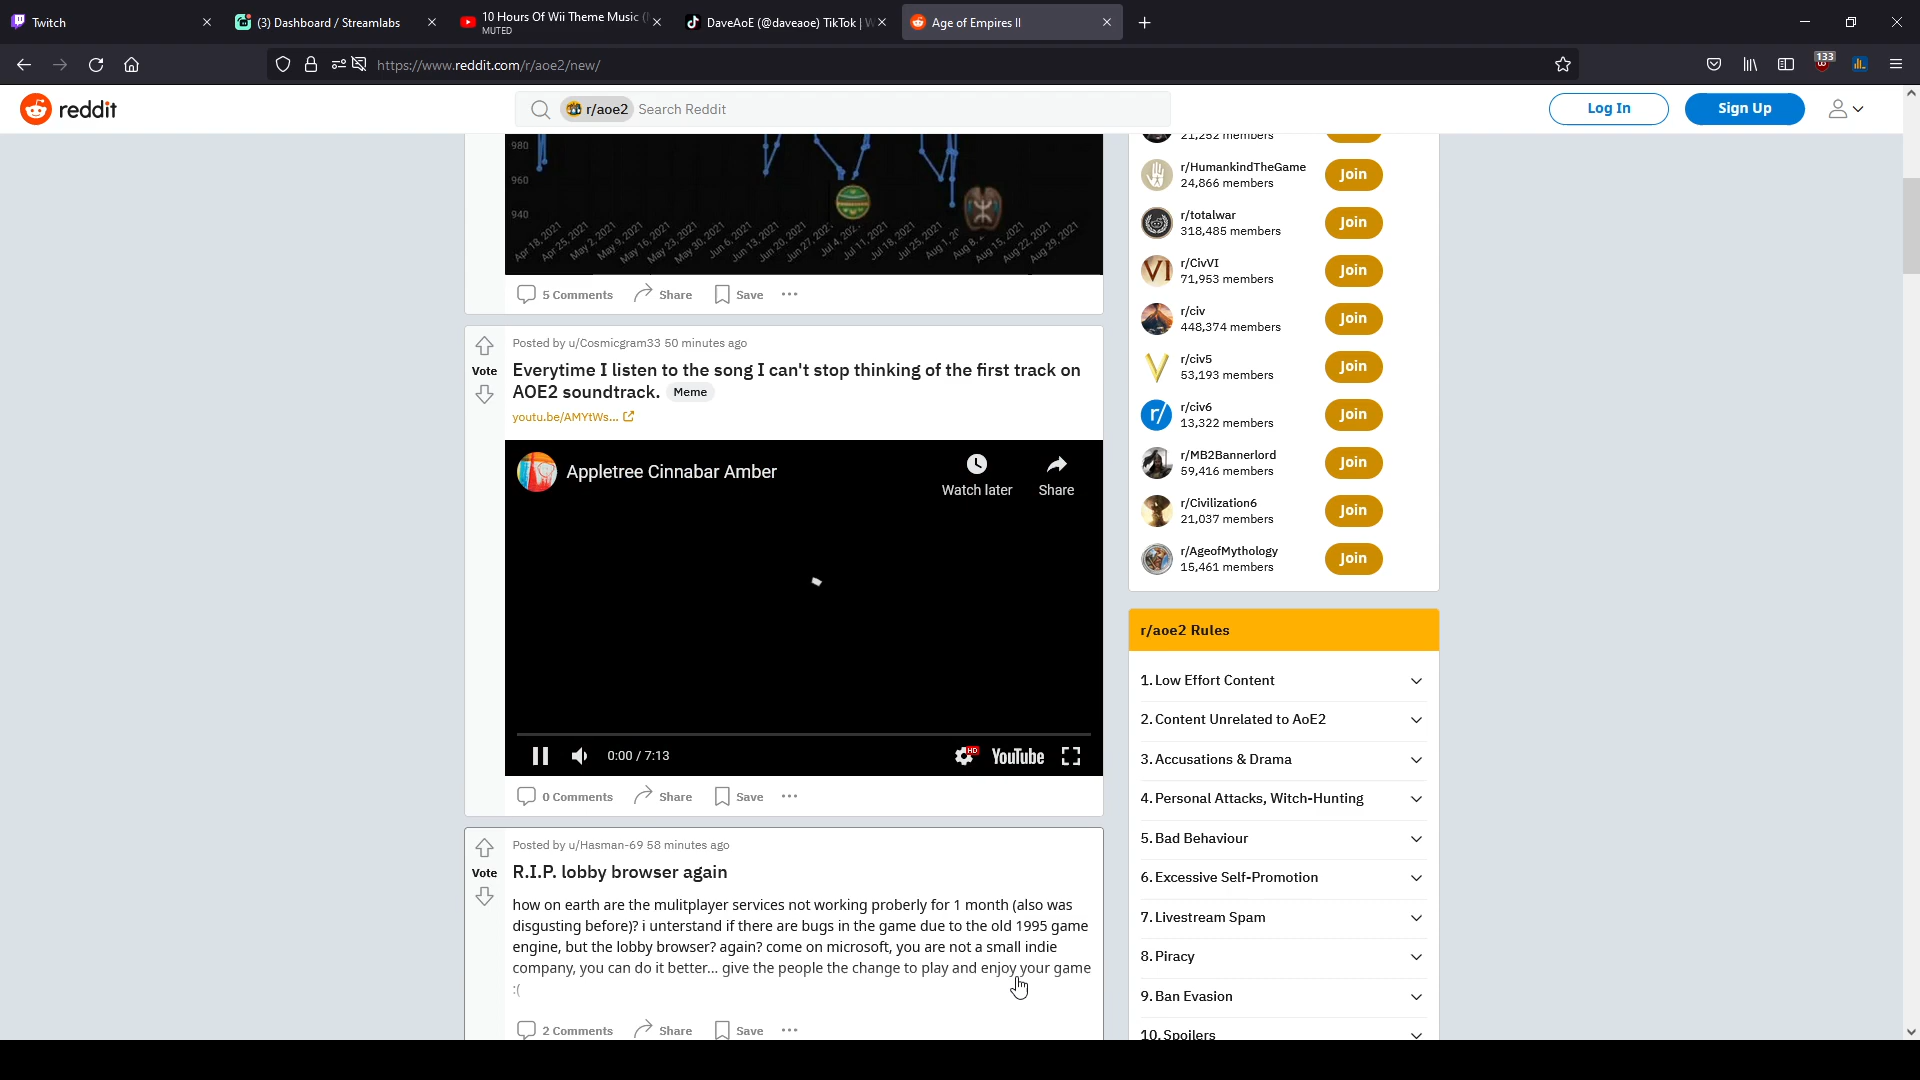 Twitch
(3) Dashboard / Streamlabs
10 Hours Of Wii Theme Music
MUTED
DaveAoE (@daveaoe) TikTok |
Age of Empires II
https://www.reddit.com/r/aoe2/new/
133
reddit
r/aoe2
Search Reddit
Log In
Sign Up
980
960
940
Apr 18, 2021
Apr 25, 2021
May 2, 2021
May 9, 2021
May 16, 2021
May 23, 2021
May 30, 2021
Jun 6, 2021
Jun 13, 2021
Jun 20, 2021
Jun 27, 202
Jul 4, 202
Jul 11, 2021
Jul 18, 2021
Jul 25, 2021
Aug 1, 2
Aug 8,
Aug 15, 2021
Aug 22, 2021
Aug 29, 2021
5 Comments
Share
Save
Posted by u/Cosmicgram33 50 minutes ago
Vote
Everytime I listen to the song I can't stop thinking of the first track on
AOE2 soundtrack.
Meme
youtu.be/AMYtWs...
Appletree Cinnabar Amber
Watch later
Share
0:00 / 7:13
HD
YouTube
0 Comments
Share
Save
Posted by u/Hasman-69 58 minutes ago
Vote
R.I.P. lobby browser again
how on earth are the mulitplayer services not working proberly for 1 month (also was
disgusting before)? i unterstand if there are bugs in the game due to the old 1995 game
engine, but the lobby browser? again? come on microsoft, you are not a small indie
company, you can do it better... give the people the change to play and enjoy your game
:(
2 Comments
Share
Save
21,252 members
r/HumankindTheGame
24,866 members
Join
r/totalwar
318,485 members
Join
r/CivVI
71,953 members
Join
r/civ
448,374 members
Join
r/civ5
53,193 members
Join
r/
r/civ6
13,322 members
Join
r/MB2Bannerlord
59,416 members
Join
r/Civilization6
21,037 members
Join
r/AgeofMythology
15,461 members
Join
r/aoe2 Rules
1. Low Effort Content
2. Content Unrelated to AoE2
3. Accusations & Drama
4. Personal Attacks, Witch-Hunting
5. Bad Behaviour
6. Excessive Self-Promotion
7. Livestream Spam
8. Piracy
9. Ban Evasion
10. Spoilers